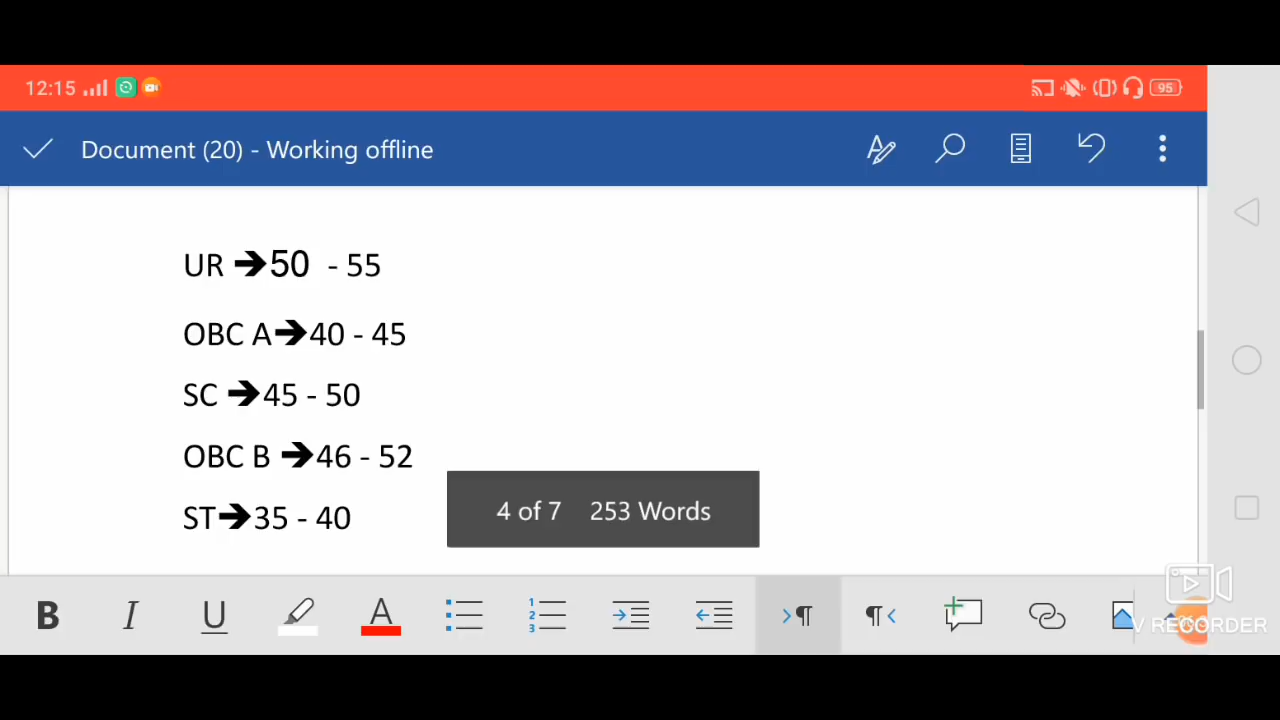 12:15 95
Document (20) - Working offline
UR ➔50 - 55
OBC A➔40 - 45
SC ➔45 - 50
OBC B ➔46 - 52
ST➔35 - 40
4 of 7 253 Words
B I U A
V RECORDER